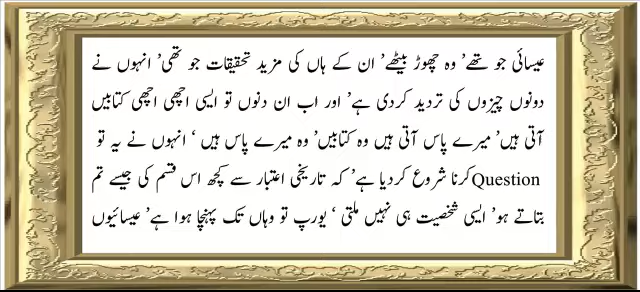 عیسائی جو تھے’ وہ چھوڑ بیٹھے’ ان کے ہاں کی مزید تحقیقات جو تھی’ انہوں نے
دونوں چیزوں کی تردید کردی ہے’ اور اب ان دنوں تو ایسی اچھی اچھی کتابیں
آتی ہیں’ میرے پاس آتی ہیں وہ کتابیں’ وہ میرے پاس ہیں ‘ انہوں نے یہ تو
Questionکرنا شروع کردیا ہے’ کہ تاریخی اعتبار سے کچھ اس قسم کی جیسے تم
بتاتے ہو’ ایسی شخصیت ہی نہیں ملتی ‘ یورپ تو وہاں تک پہنچا ہوا ہے’ عیسائیوں